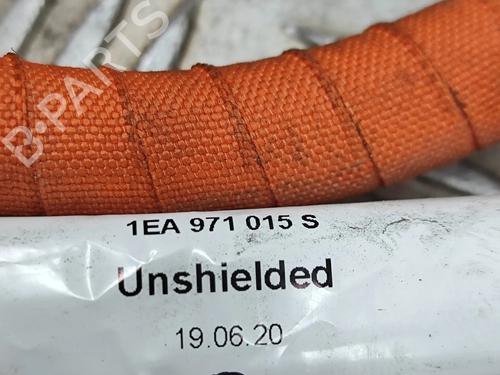 B-PARTS
1EA 971 015 S
Unshielded
19.06.20